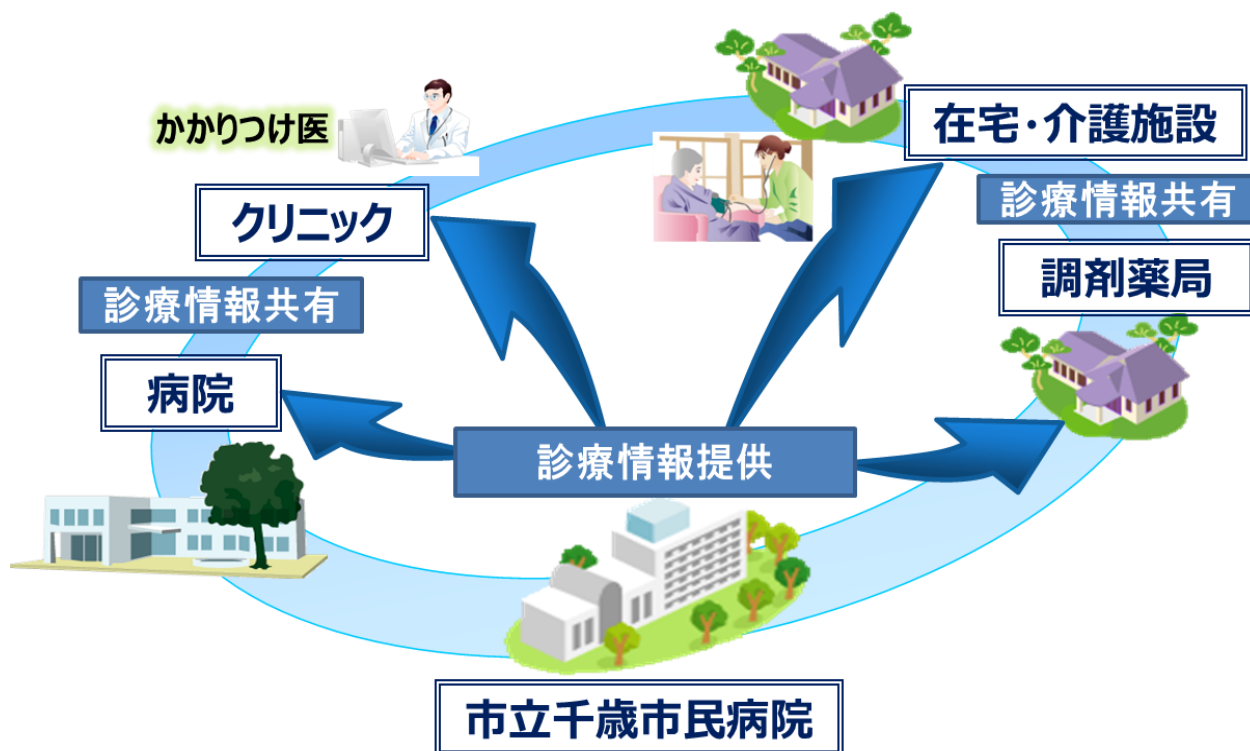 在宅・介護施設
かかりつけ医
診療情報共有
クリニック
調剤薬局
診療情報共有
病院
診療情報提供
市立千歳市民病院